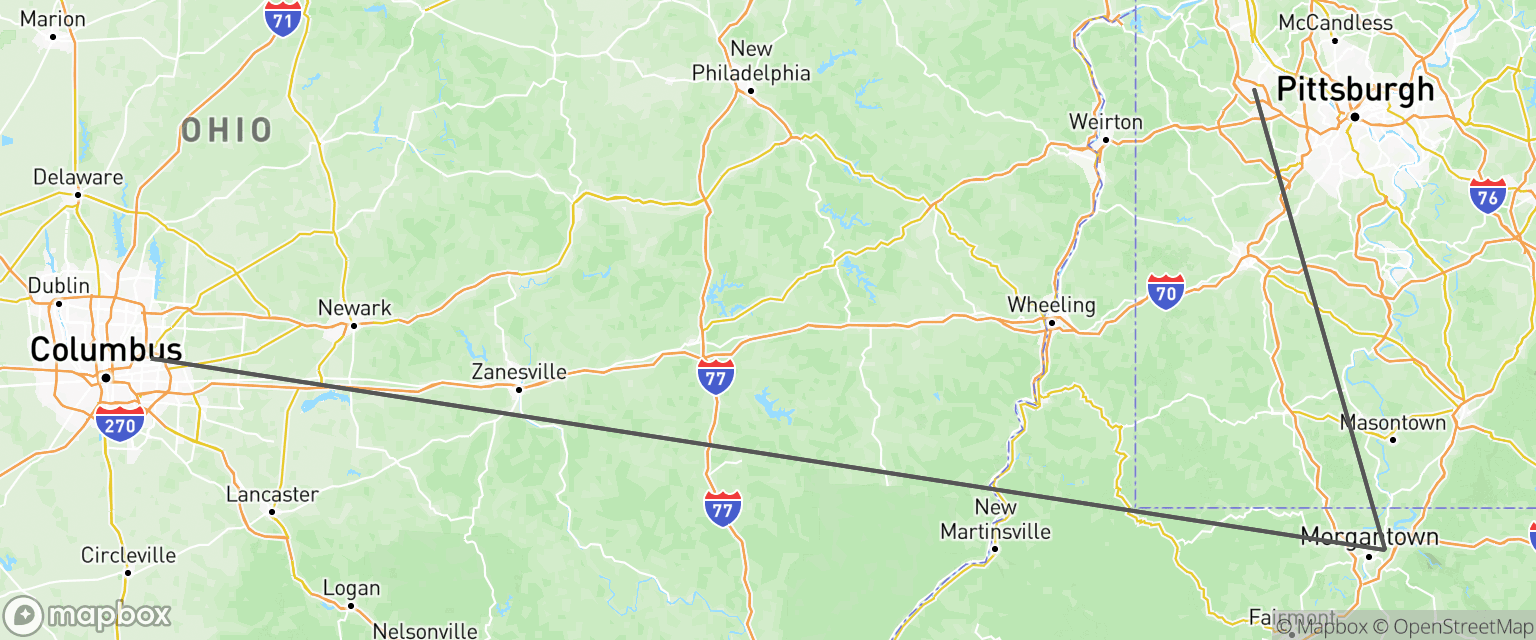 Marion
71
New
Philadelphia
McCandless
Pittsburgh
OHIO
Weirton
Delaware
76
Dublin
Newark
Wheeling
70
Columbus
Zanesville
77
270
Masontown
Lancaster
77
New
Martinsville
Morgantown
Circleville
Logan
Fairmont
mapbox
Nelsonville
© Mapbox © OpenStreetMap